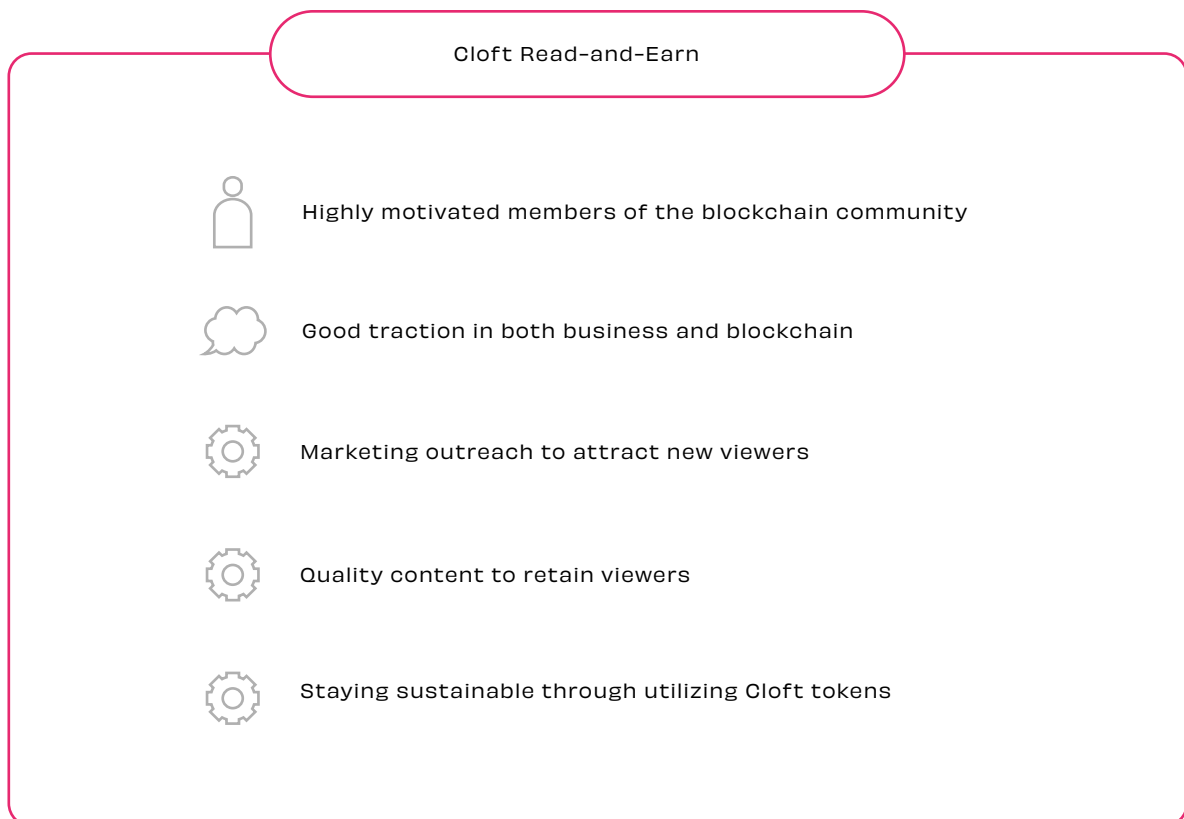 Cloft Read-and-Earn
Highly motivated members of the blockchain community
Good traction in both business and blockchain
Marketing outreach to attract new viewers
Quality content to retain viewers
Staying sustainable through utilizing Cloft tokens